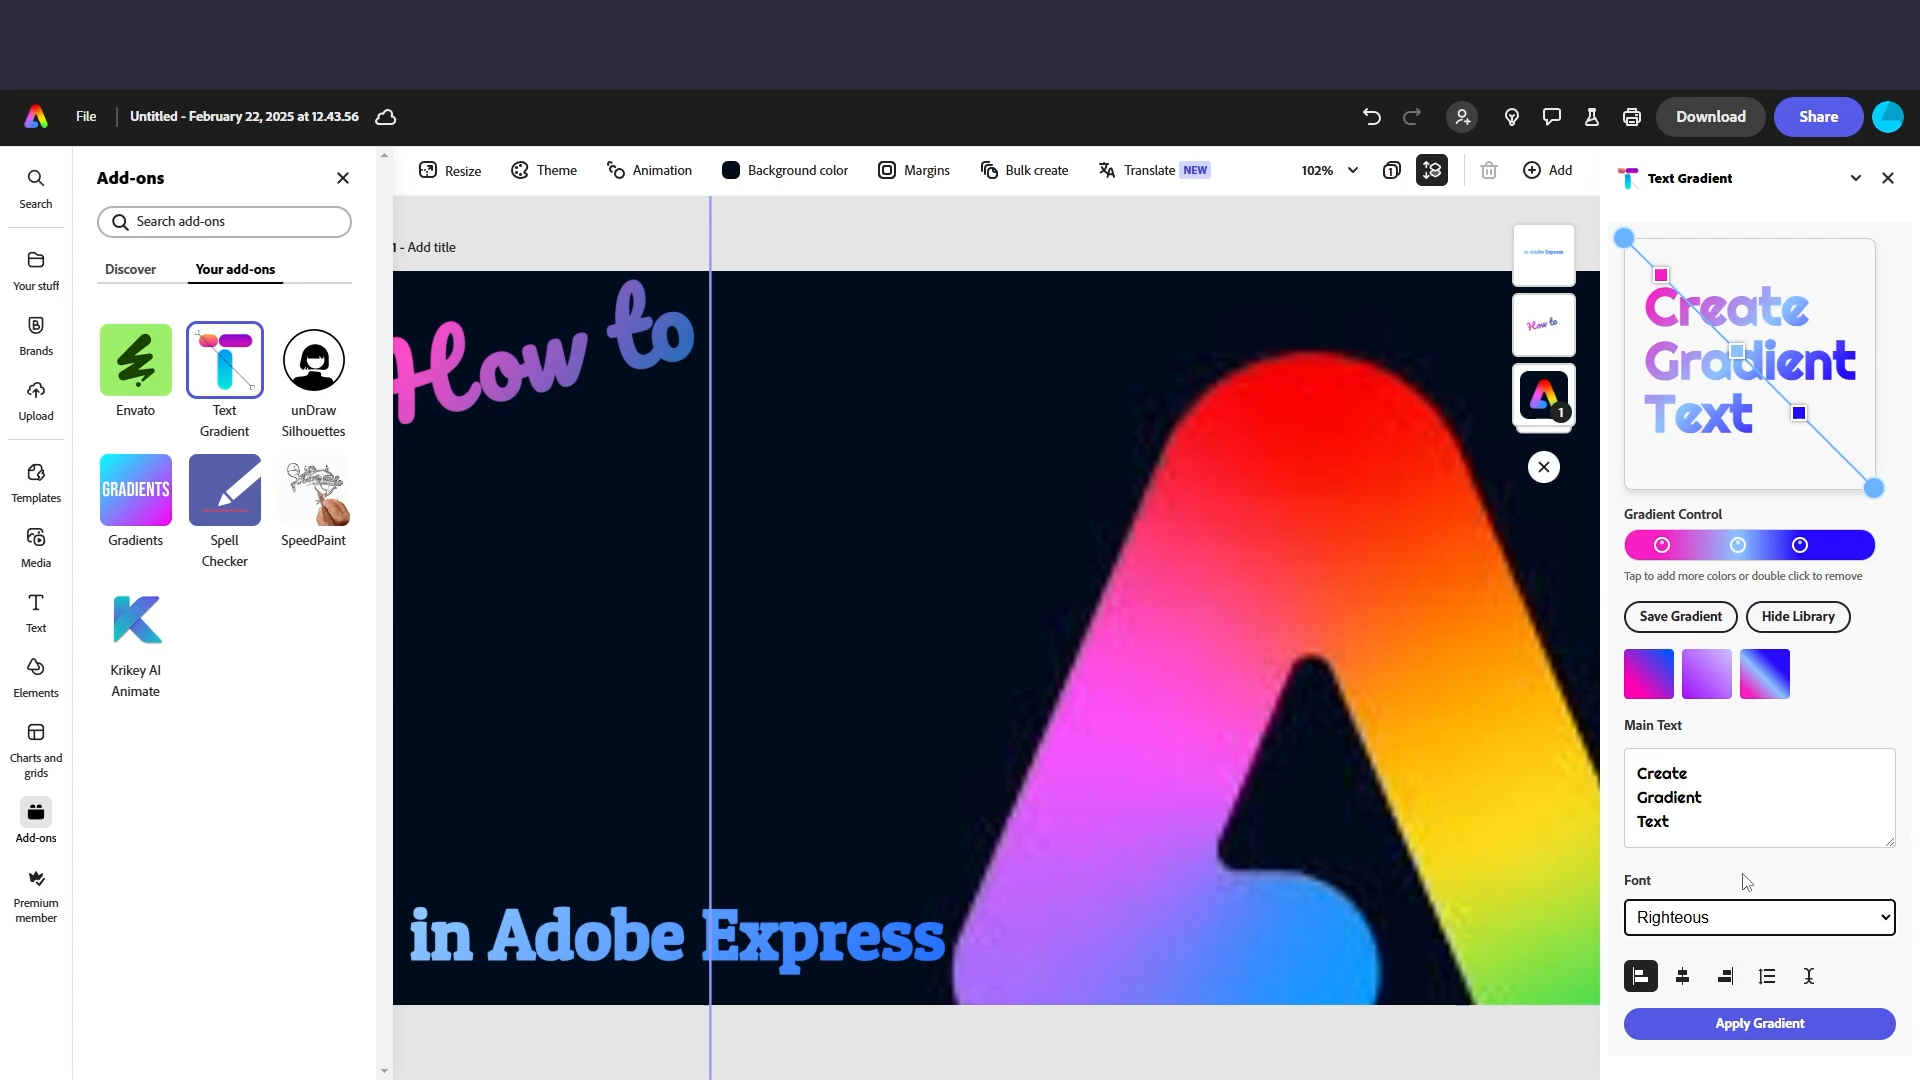 File
Untitled - February 22, 2025 at 12.43.56
Download
Share
Search
Your stuff
Brands
Upload
Templates
Media
Text
Elements
Charts and
grids
Add-ons
Premium
member
Add-ons
Search add-ons
Discover
Your add-ons
Envato
Text
Gradient
unDraw
Silhouettes
GRADIENTS
Gradients
Spell
Checker
SpeedPaint
Krikey AI
Animate
Resize
Theme
Animation
Background color
Margins
Bulk create
Translate NEW
102%
1
Add
1 - Add title
How to
in Adobe Express
in Adobe Express
How to
1
Text Gradient
Create
Gradient
Text
Gradient Control
Tap to add more colors or double click to remove
Save Gradient
Hide Library
Main Text
Create
Gradient
Text
Font
Righteous
Apply Gradient